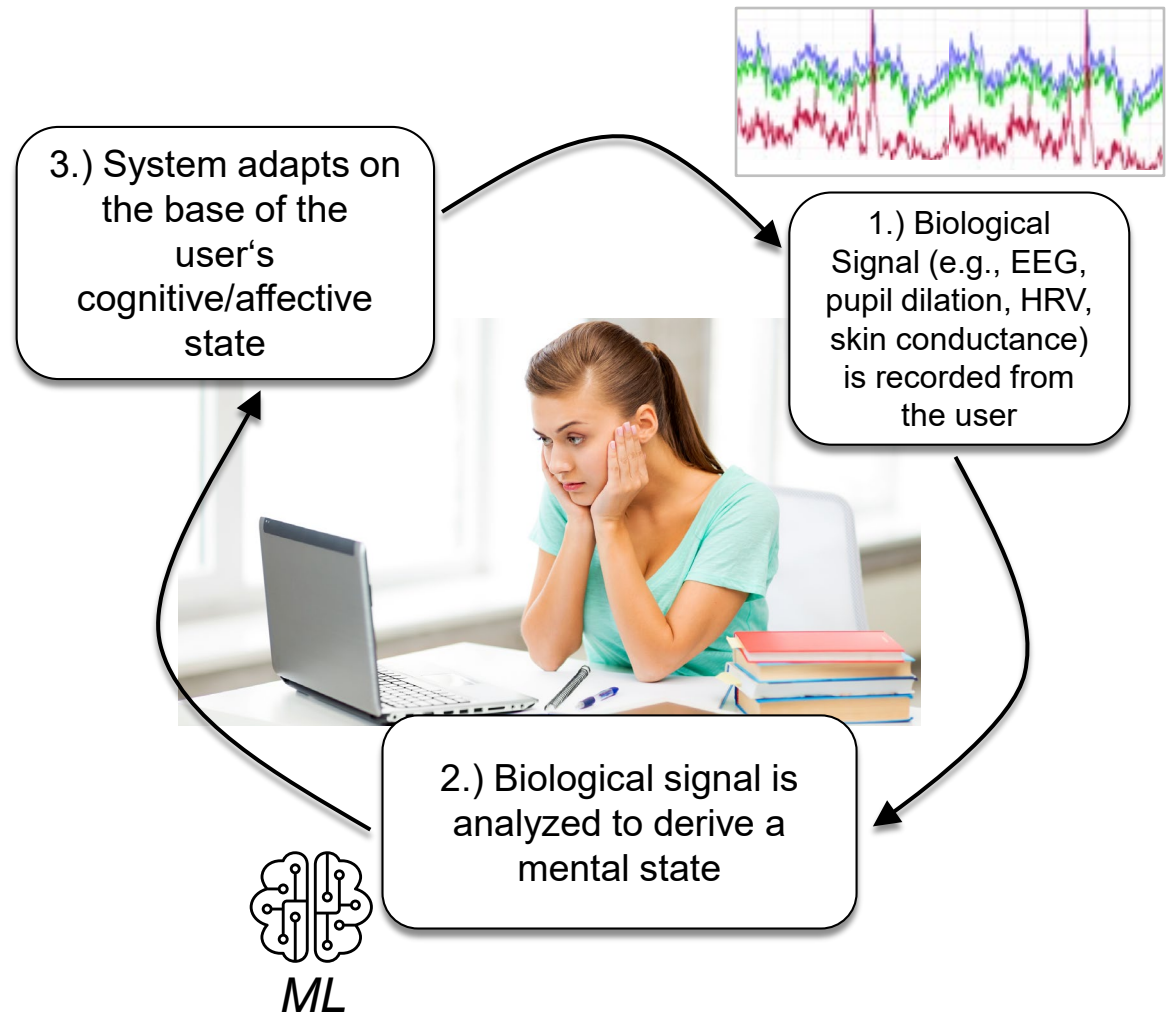 3.) System adapts on
the base of the
user‘s
cognitive/affective
state
1.) Biological
Signal (e.g., EEG,
pupil dilation, HRV,
skin conductance)
is recorded from
the user
2.) Biological signal is
analyzed to derive a
mental state
ML